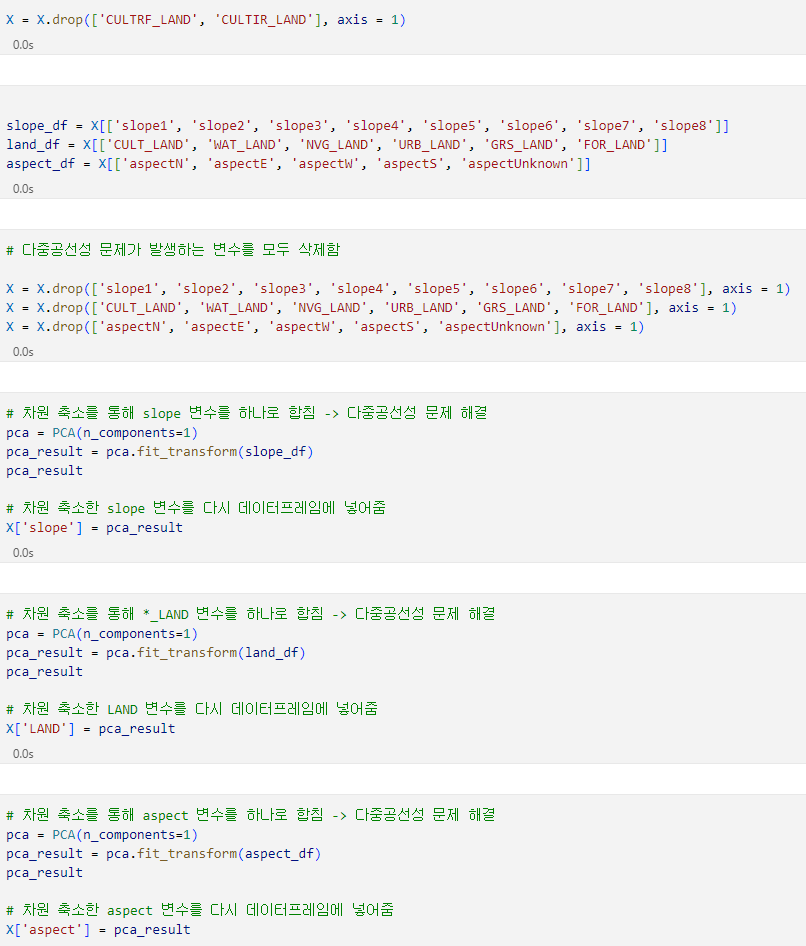 X = X.drop(['CULTRF_LAND', 'CULTIR_LAND'], axis = 1)
0.0s
slope_df = X[['slope1', 'slope2', 'slope3', 'slope4', 'slope5', 'slope6', 'slope7', 'slope8']]
land_df = X[['CULT_LAND', 'WAT_LAND', 'NVG_LAND', 'URB_LAND', 'GRS_LAND', 'FOR_LAND']]
aspect_df = X[['aspectN', 'aspectE', 'aspectW', 'aspectS', 'aspectUnknown']]
0.0s
# 다중공선성 문제가 발생하는 변수를 모두 삭제함
X = X.drop(['slope1', 'slope2', 'slope3', 'slope4', 'slope5', 'slope6', 'slope7', 'slope8'], axis = 1)
X = X.drop(['CULT_LAND', 'WAT_LAND', 'NVG_LAND', 'URB_LAND', 'GRS_LAND', 'FOR_LAND'], axis = 1)
X = X.drop(['aspectN', 'aspectE', 'aspectW', 'aspectS', 'aspectUnknown'], axis = 1)
0.0s
# 차원 축소를 통해 slope 변수를 하나로 합침 -> 다중공선성 문제 해결
pca = PCA(n_components=1)
pca_result = pca.fit_transform(slope_df)
pca_result
# 차원 축소한 slope 변수를 다시 데이터프레임에 넣어줌
X['slope'] = pca_result
0.0s
# 차원 축소를 통해 *_LAND 변수를 하나로 합침 -> 다중공선성 문제 해결
pca = PCA(n_components=1)
pca_result = pca.fit_transform(land_df)
pca_result
# 차원 축소한 LAND 변수를 다시 데이터프레임에 넣어줌
X['LAND'] = pca_result
0.0s
# 차원 축소를 통해 aspect 변수를 하나로 합침 -> 다중공선성 문제 해결
pca = PCA(n_components=1)
pca_result = pca.fit_transform(aspect_df)
pca_result
# 차원 축소한 aspect 변수를 다시 데이터프레임에 넣어줌
X['aspect'] = pca_result